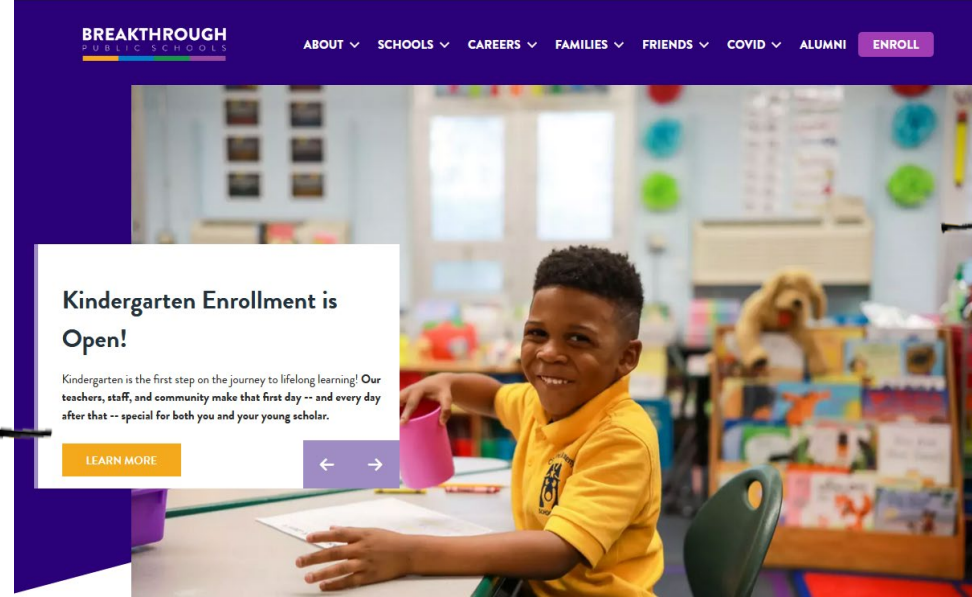 BREAKTHROUGH
PUBLIC SCHOOLS
ABOUT SCHOOLS CAREERS FAMILIES FRIENDS COVID ALUMNI ENROLL
Kindergarten Enrollment is
Open!
Kindergarten is the first step on the journey to lifelong learning! Our
teachers, staff, and community make that first day -- and every day
after that -- special for both you and your young scholar.
LEARN MORE